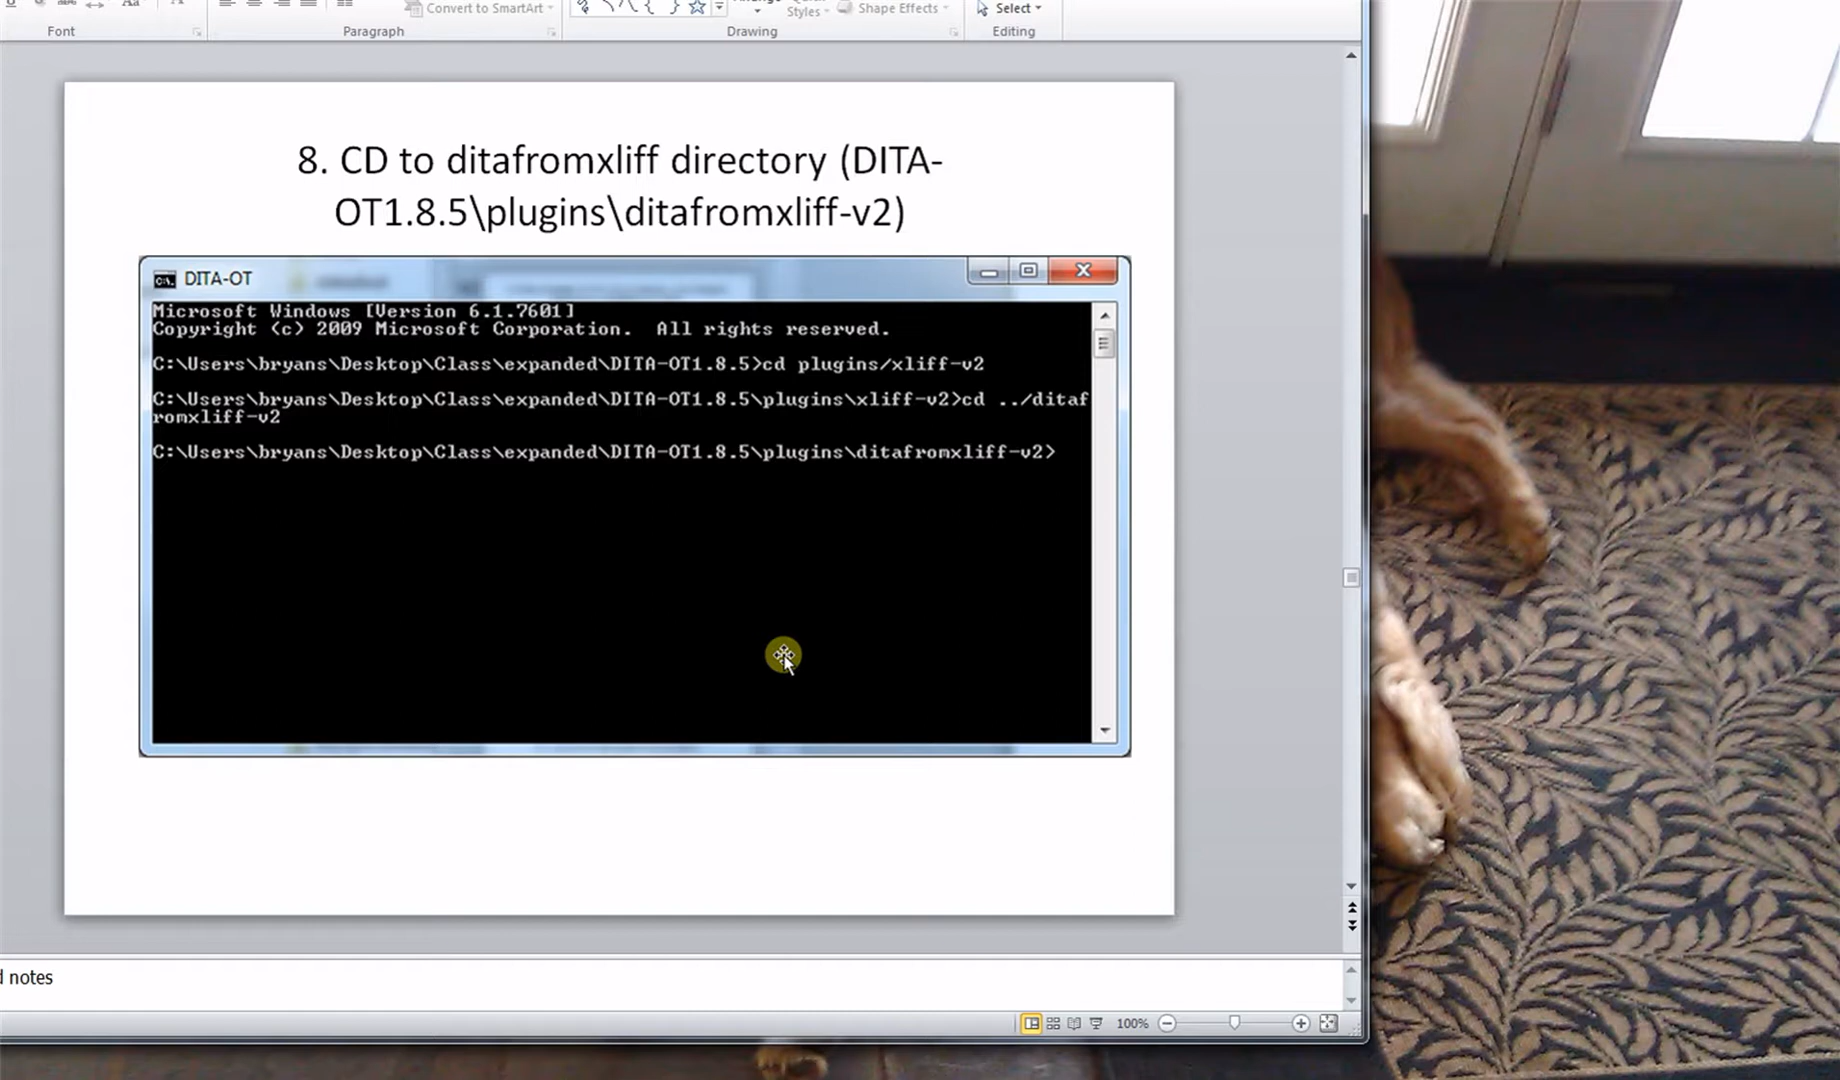 Convert to SmartArt
Styles
Shape Effects
Select
Font
Paragraph
Drawing
Editing
8. CD to ditafromxliff directory (DITA-
OT1.8.5\plugins\ditafromxliff-v2)
DITA-OT
Microsoft Windows [Version 6.1.7601]
Copyright (c) 2009 Microsoft Corporation.  All rights reserved.
C:\Users\bryans\Desktop\Class\expanded\DITA-OT1.8.5>cd plugins/xliff-v2
C:\Users\bryans\Desktop\Class\expanded\DITA-OT1.8.5\plugins\xliff-v2>cd ../ditaf
romxliff-v2
C:\Users\bryans\Desktop\Class\expanded\DITA-OT1.8.5\plugins\ditafromxliff-v2>
notes
100%